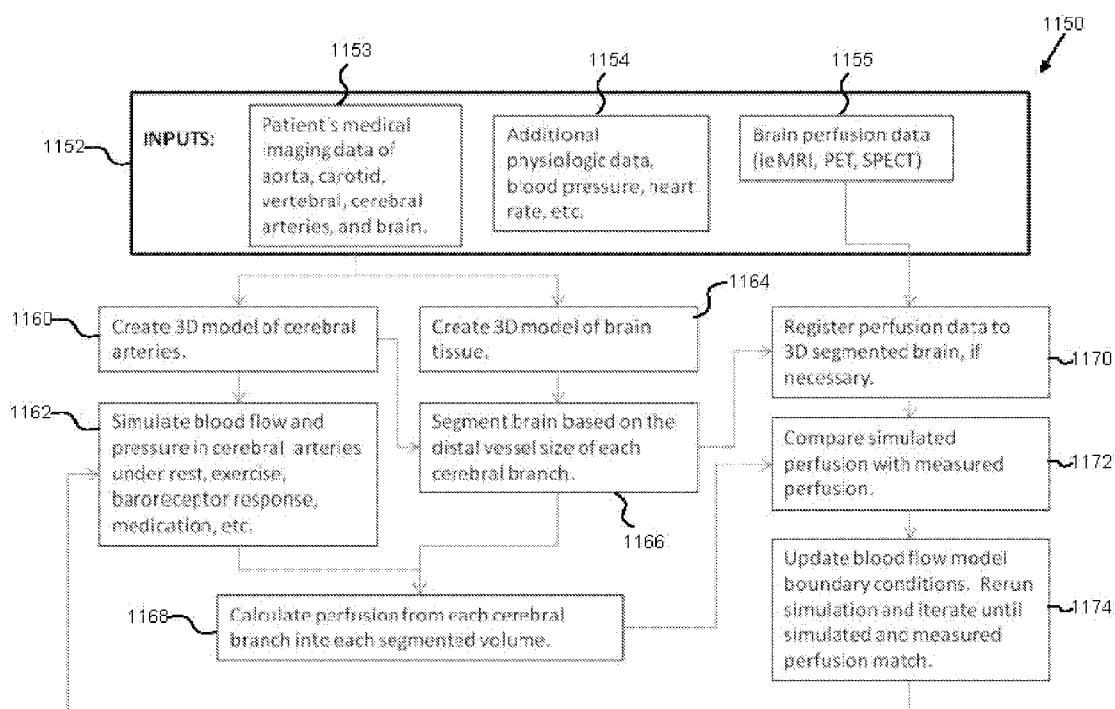 1150
1153
1154
1155
1152
INPUTS:
Patient's medical
imaging data of
aorta, carotid,
vertebral, cerebral
arteries, and brain.
Additional
physiologic data,
blood pressure, heart
rate, etc.
Brain perfusion data
(ie MRI, PET, SPECT)
1160
Create 3D model of cerebral
arteries.
1164
Create 3D model of brain
tissue.
Register perfusion data to
3D segmented brain, if
necessary.
1170
1162
Simulate blood flow and
pressure in cerebral arteries
under rest, exercise,
baroreceptor response,
medication, etc.
Segment brain based on the
distal vessel size of each
cerebral branch.
1166
Compare simulated
perfusion with measured
perfusion.
1172
1168
Calculate perfusion from each cerebral
branch into each segmented volume.
Update blood flow model
boundary conditions. Rerun
simulation and iterate until
simulated and measured
perfusion match.
1174